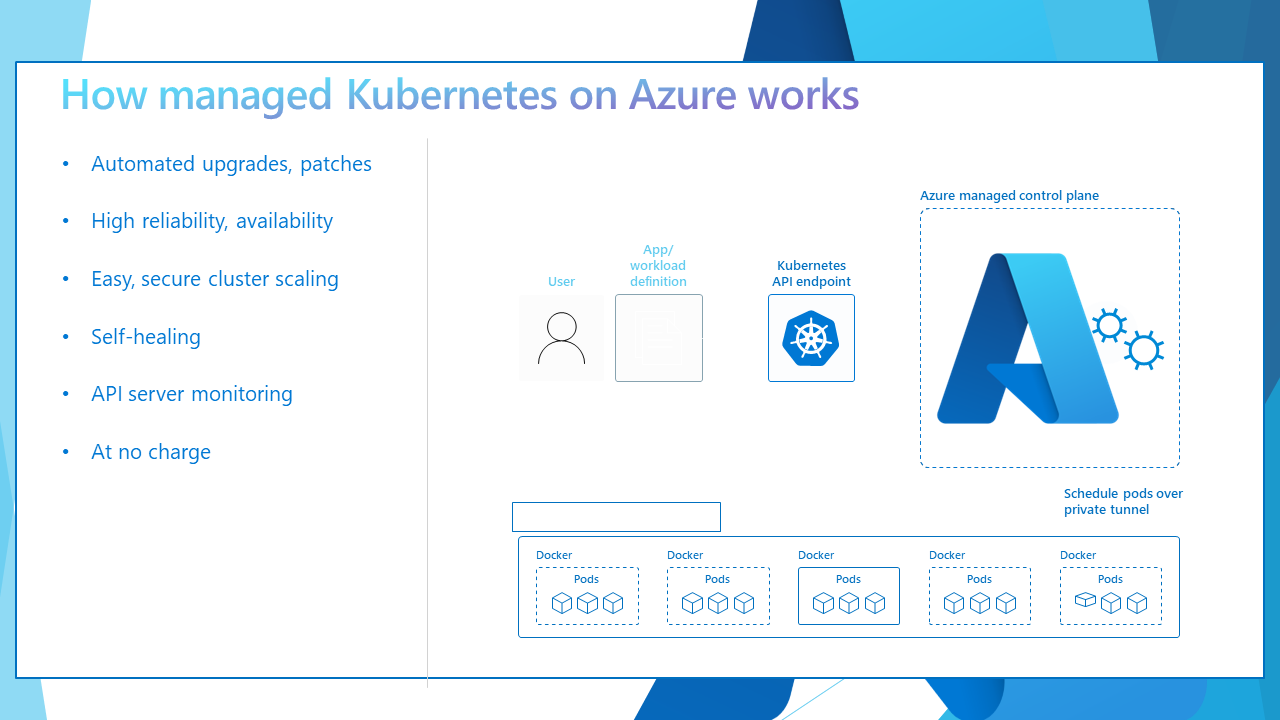 How managed Kubernetes on Azure works
• Automated upgrades, patches
• High reliability, availability
• Easy, secure cluster scaling
• Self-healing
• API server monitoring
• At no charge
User
App/
workload
definition
Kubernetes
API endpoint
Azure managed control plane
Schedule pods over
private tunnel
Docker
Pods
Docker
Pods
Docker
Pods
Docker
Pods
Docker
Pods